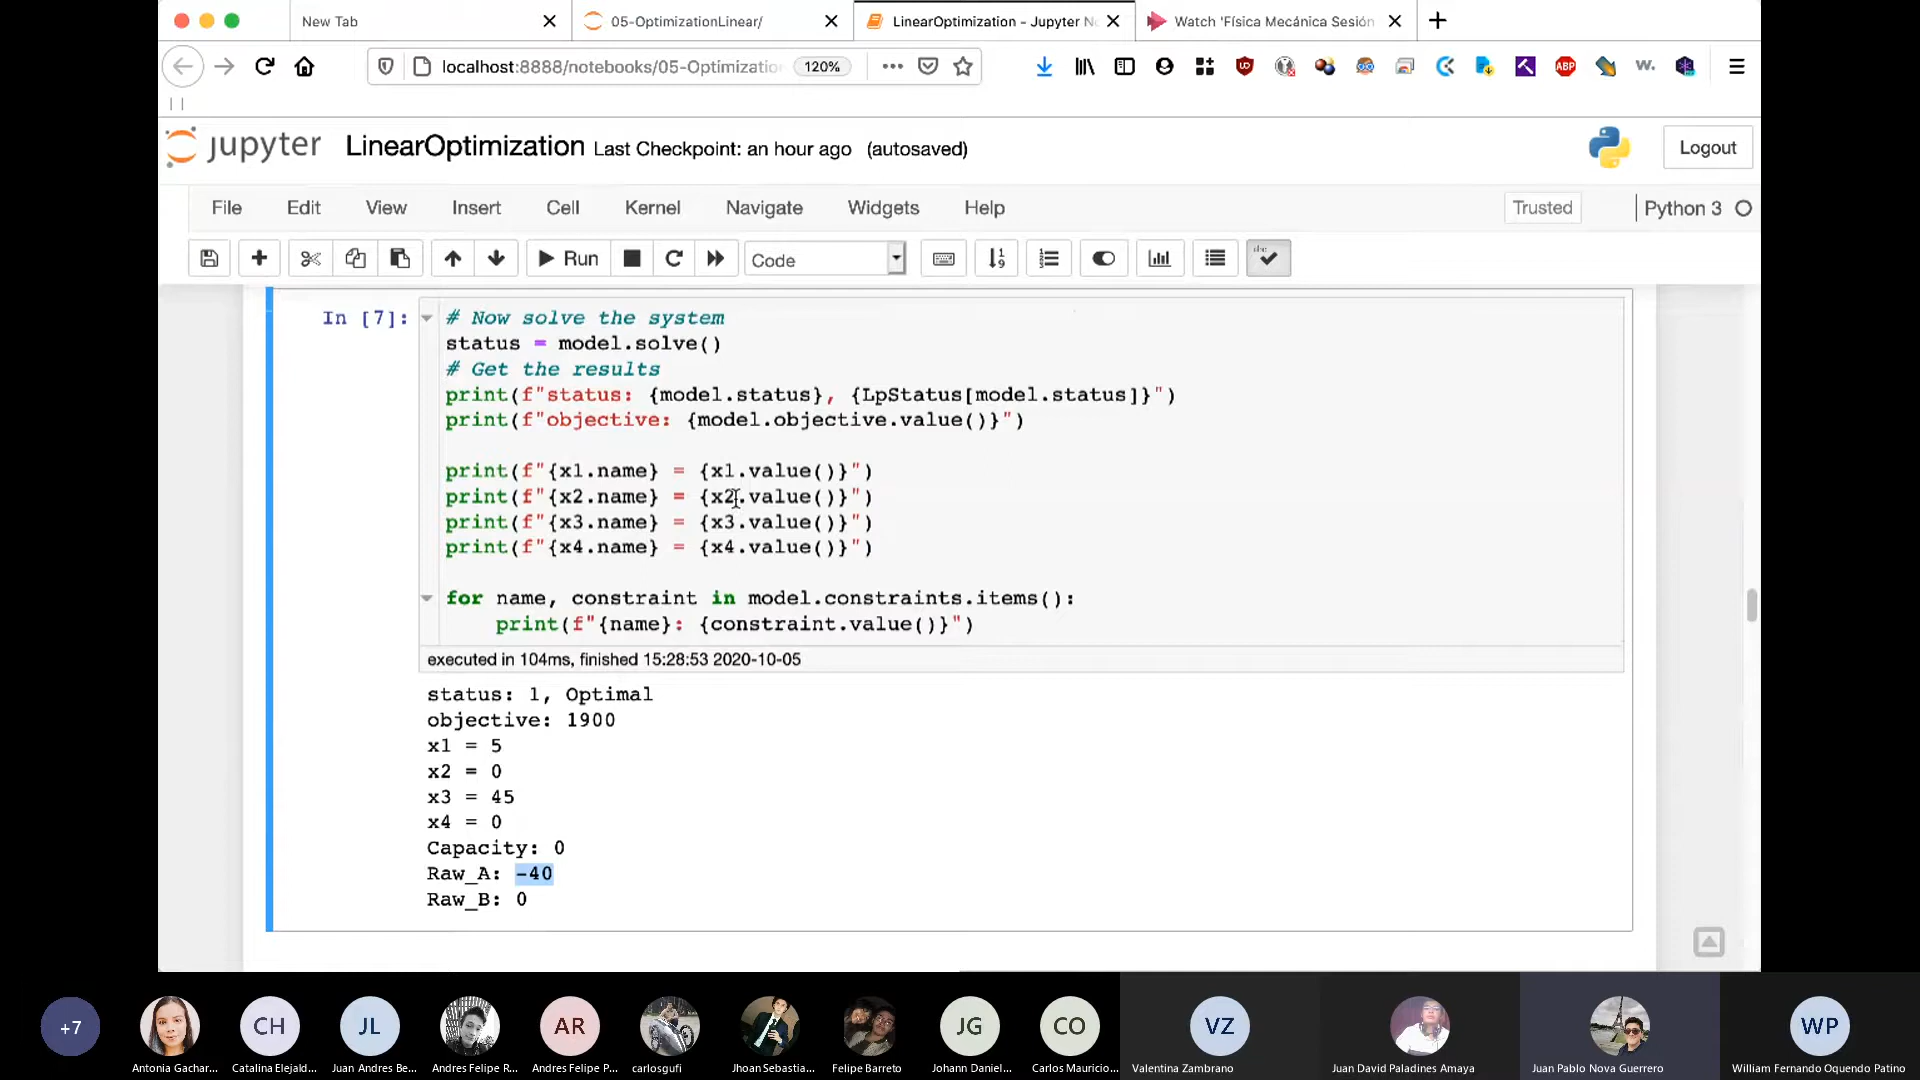 New Tab
05-OptimizationLinear/
LinearOptimization - Jupyter N
Watch 'Física Mecánica Sesión
localhost:8888/notebooks/05-Optimizatio
120%
ABP
w.
jupyter
LinearOptimization Last Checkpoint: an hour ago (autosaved)
Logout
File Edit View Insert Cell Kernel Navigate Widgets Help
Trusted
Python 3
Run
Code
In [7]:
# Now solve the system
status = model.solve()
# Get the results
print(f"status: {model.status}, {LpStatus[model.status]}")
print(f"objective: {model.objective.value()}")
print(f"{x1.name} = {x1.value()}")
print(f"{x2.name} = {x2.value()}")
print(f"{x3.name} = {x3.value()}")
print(f"{x4.name} = {x4.value()}")
for name, constraint in model.constraints.items():
print(f"{name}: {constraint.value()}")
executed in 104ms, finished 15:28:53 2020-10-05
status: 1, Optimal
objective: 1900
x1 = 5
x2 = 0
x3 = 45
x4 = 0
Capacity: 0
Raw_A: -40
Raw_B: 0
+7
CH
JL
AR
JG
CO
VZ
WP
Antonia Gachar...
Catalina Elejald...
Juan Andres Be...
Andres Felipe R...
Andres Felipe P...
carlosgufi
Jhoan Sebastia...
Felipe Barreto
Johann Daniel...
Carlos Mauricio...
Valentina Zambrano
Juan David Paladines Amaya
Juan Pablo Nova Guerrero
William Fernando Oquendo Patino